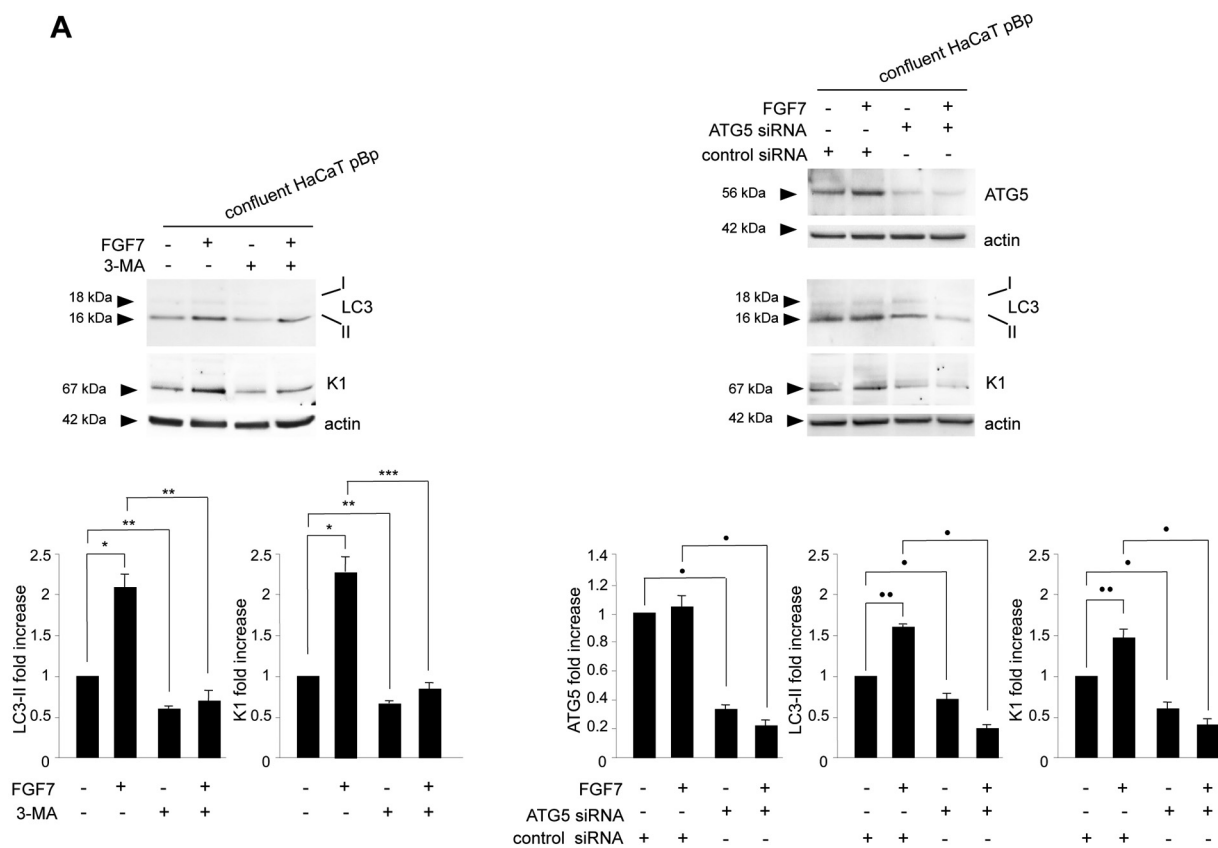 A
confluent HaCaT pBp
FGF7 - + - +
3-MA - - + +
18 kDa
16 kDa
I
LC3
II
67 kDa
K1
42 kDa
actin
confluent HaCaT pBp
FGF7 - + - +
ATG5 siRNA - - + +
control siRNA + + - -
56 kDa
ATG5
42 kDa
actin
18 kDa
16 kDa
I
LC3
II
67 kDa
K1
42 kDa
actin
LC3-II fold increase
2.5
2
1.5
1
0.5
0
*
**
**
K1 fold increase
2.5
2
1.5
1
0.5
0
*
**
***
FGF7 - + - + - + - +
3-MA - - + + - - + +
ATG5 fold increase
1.4
1.2
1
0.8
0.6
0.4
0.2
0
•
•
LC3-II fold increase
2.5
2
1.5
1
0.5
0
••
•
•
K1 fold increase
2.5
2
1.5
1
0.5
0
••
•
•
FGF7 - + - + - + - + - + - +
ATG5 siRNA - - + + - - + + - - + +
control siRNA + + - - + + - - + + - -